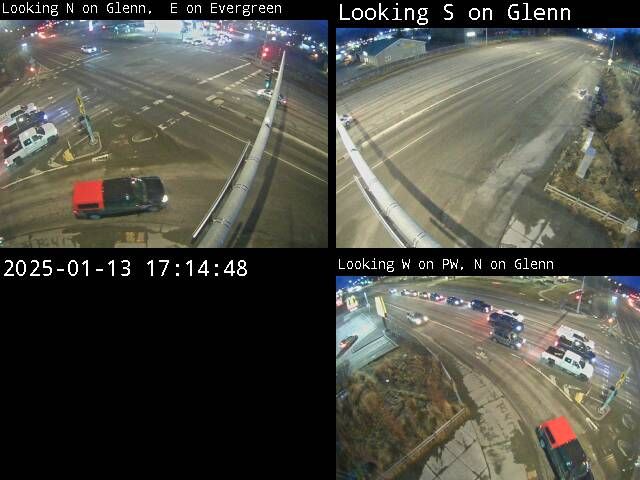 Looking N on Glenn,  E on Evergreen
Looking S on Glenn
2025-01-13 17:14:48
Looking W on PW, N on Glenn